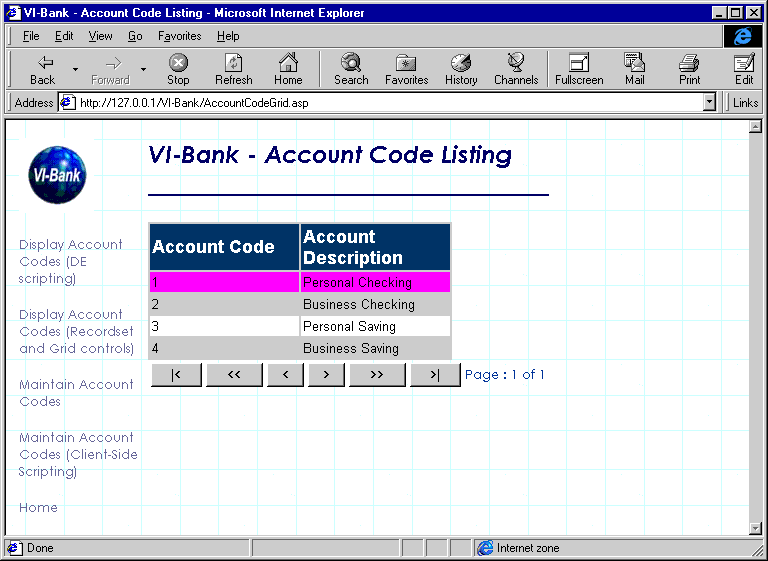 VI-Bank - Account Code Listing - Microsoft Internet Explorer
File Edit View Go Favorites Help
Back Forward Stop Refresh Home Search Favorites History Channels Fullscreen Mail Print Edit
Address http://127.0.0.1/VI-Bank/AccountCodeGrid.asp Links
VI-Bank
VI-Bank - Account Code Listing
Display Account
Codes (DE
scripting)
Display Account
Codes (Recordset
and Grid controls)
Maintain Account
Codes
Maintain Account
Codes (Client-Side
Scripting)
Home
Account Code Account
Description
1 Personal Checking
2 Business Checking
3 Personal Saving
4 Business Saving
|< << < > >> >| Page : 1 of 1
Done Internet zone